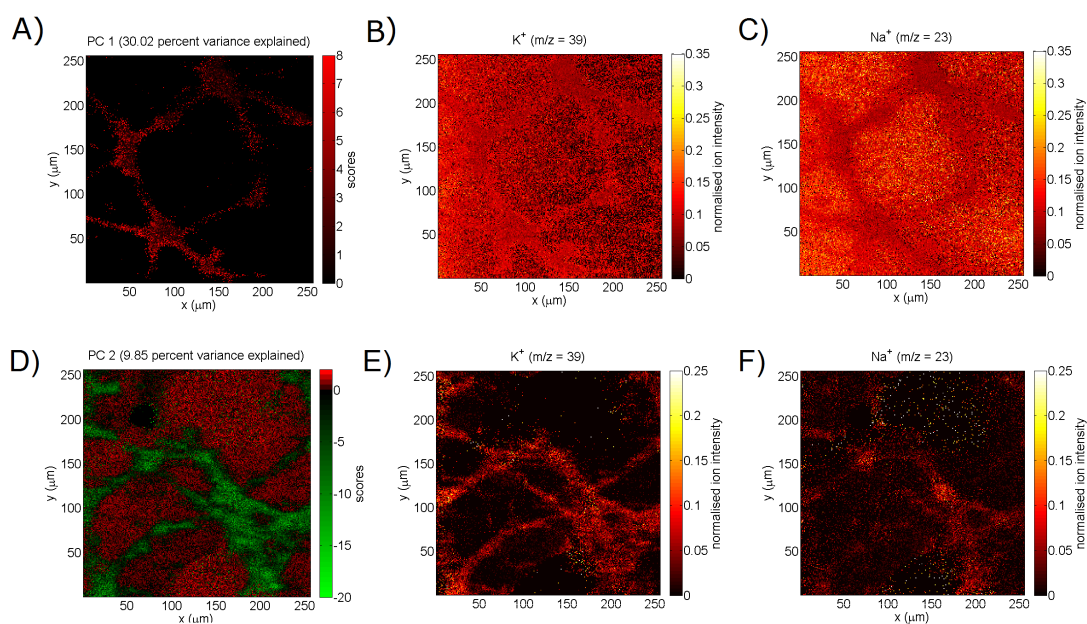 A)
PC 1 (30.02 percent variance explained)
250
200
150
100
50
y (μm)
50 100 150 200 250
x (μm)
8
7
6
5
4
3
2
1
0
scores
B)
K⁺ (m/z = 39)
250
200
150
100
50
y (μm)
50 100 150 200 250
x (μm)
0.35
0.3
0.25
0.2
0.15
0.1
0.05
0
normalised ion intensity
C)
Na⁺ (m/z = 23)
250
200
150
100
50
y (μm)
50 100 150 200 250
x (μm)
0.35
0.3
0.25
0.2
0.15
0.1
0.05
0
normalised ion intensity
D)
PC 2 (9.85 percent variance explained)
250
200
150
100
50
y (μm)
50 100 150 200 250
x (μm)
0
-5
-10
-15
-20
scores
E)
K⁺ (m/z = 39)
250
200
150
100
50
y (μm)
50 100 150 200 250
x (μm)
0.25
0.2
0.15
0.1
0.05
0
normalised ion intensity
F)
Na⁺ (m/z = 23)
250
200
150
100
50
y (μm)
50 100 150 200 250
x (μm)
0.25
0.2
0.15
0.1
0.05
0
normalised ion intensity